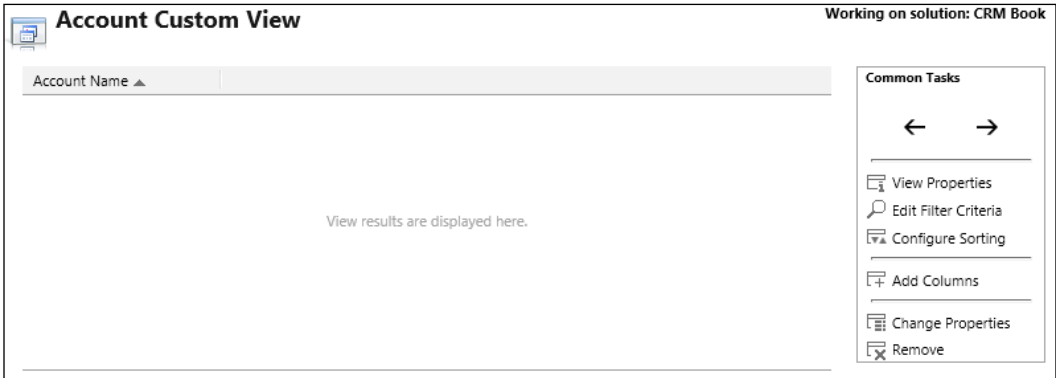 Account Custom View
Working on solution: CRM Book
Account Name
View results are displayed here.
Common Tasks
View Properties
Edit Filter Criteria
Configure Sorting
Add Columns
Change Properties
Remove